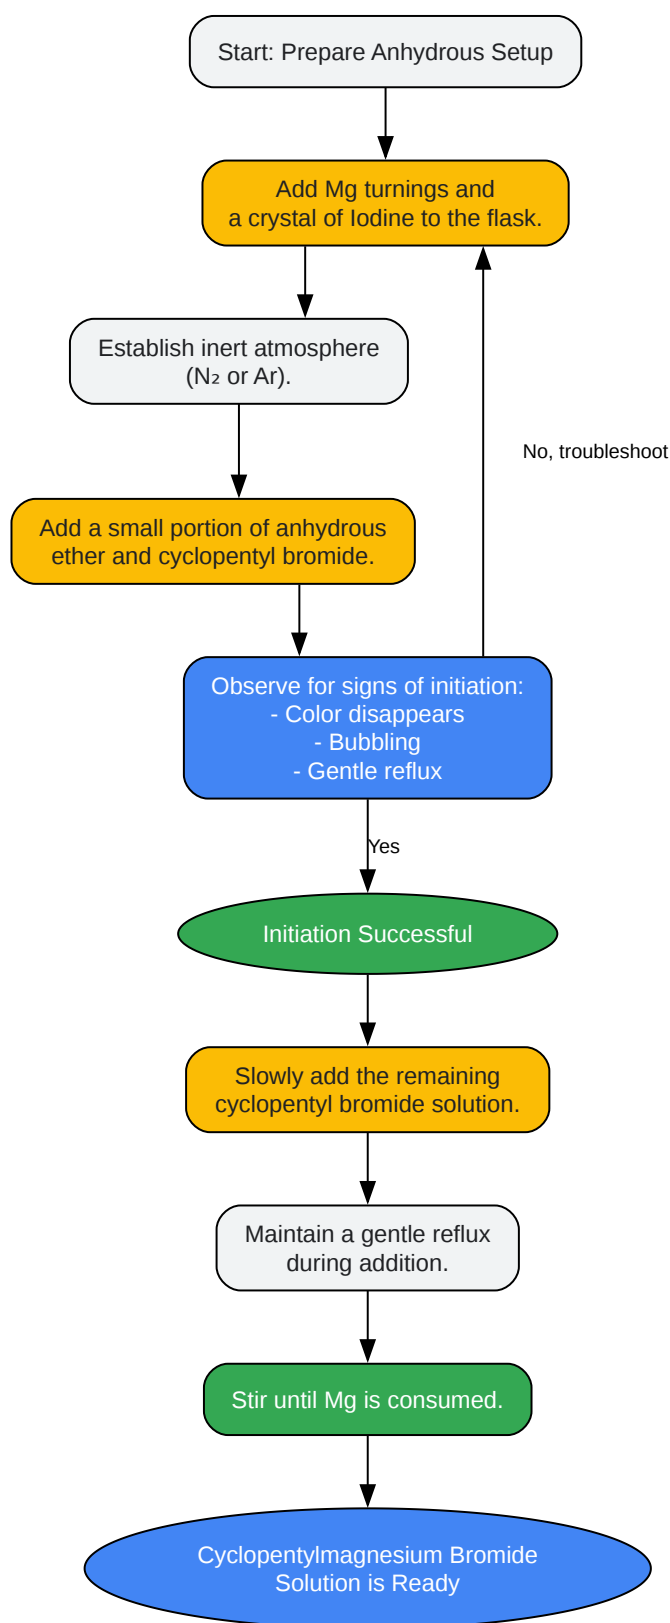 Start: Prepare Anhydrous Setup
Add Mg turnings and
a crystal of Iodine to the flask.
Establish inert atmosphere
(N₂ or Ar).
No, troubleshoot
Add a small portion of anhydrous
ether and cyclopentyl bromide.
Observe for signs of initiation:
- Color disappears
- Bubbling
- Gentle reflux
Yes
Initiation Successful
Slowly add the remaining
cyclopentyl bromide solution.
Maintain a gentle reflux
during addition.
Stir until Mg is consumed.
Cyclopentylmagnesium Bromide
Solution is Ready